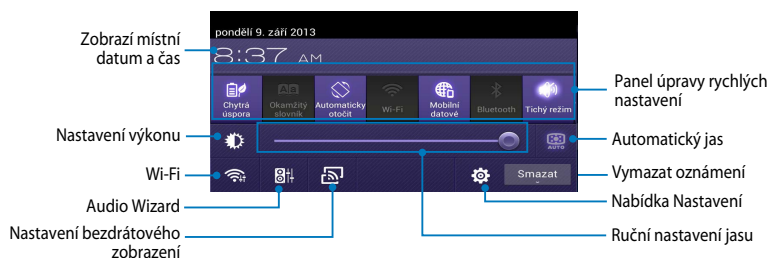 pondělí 9. září 2013
Zobrazí místní
datum a čas
8:37 AM
Panel úpravy rychlých
nastavení
Chytrá
úspora
Okamžitý
slovník
Automaticky
otočit
Wi-Fi
Mobilní
datové
Bluetooth
Tichý režim
Nastavení výkonu
AUTO
Automatický jas
Wi-Fi
Smazat
Vymazat oznámení
Audio Wizard
Nabídka Nastavení
Nastavení bezdrátového
zobrazení
Ruční nastavení jasu